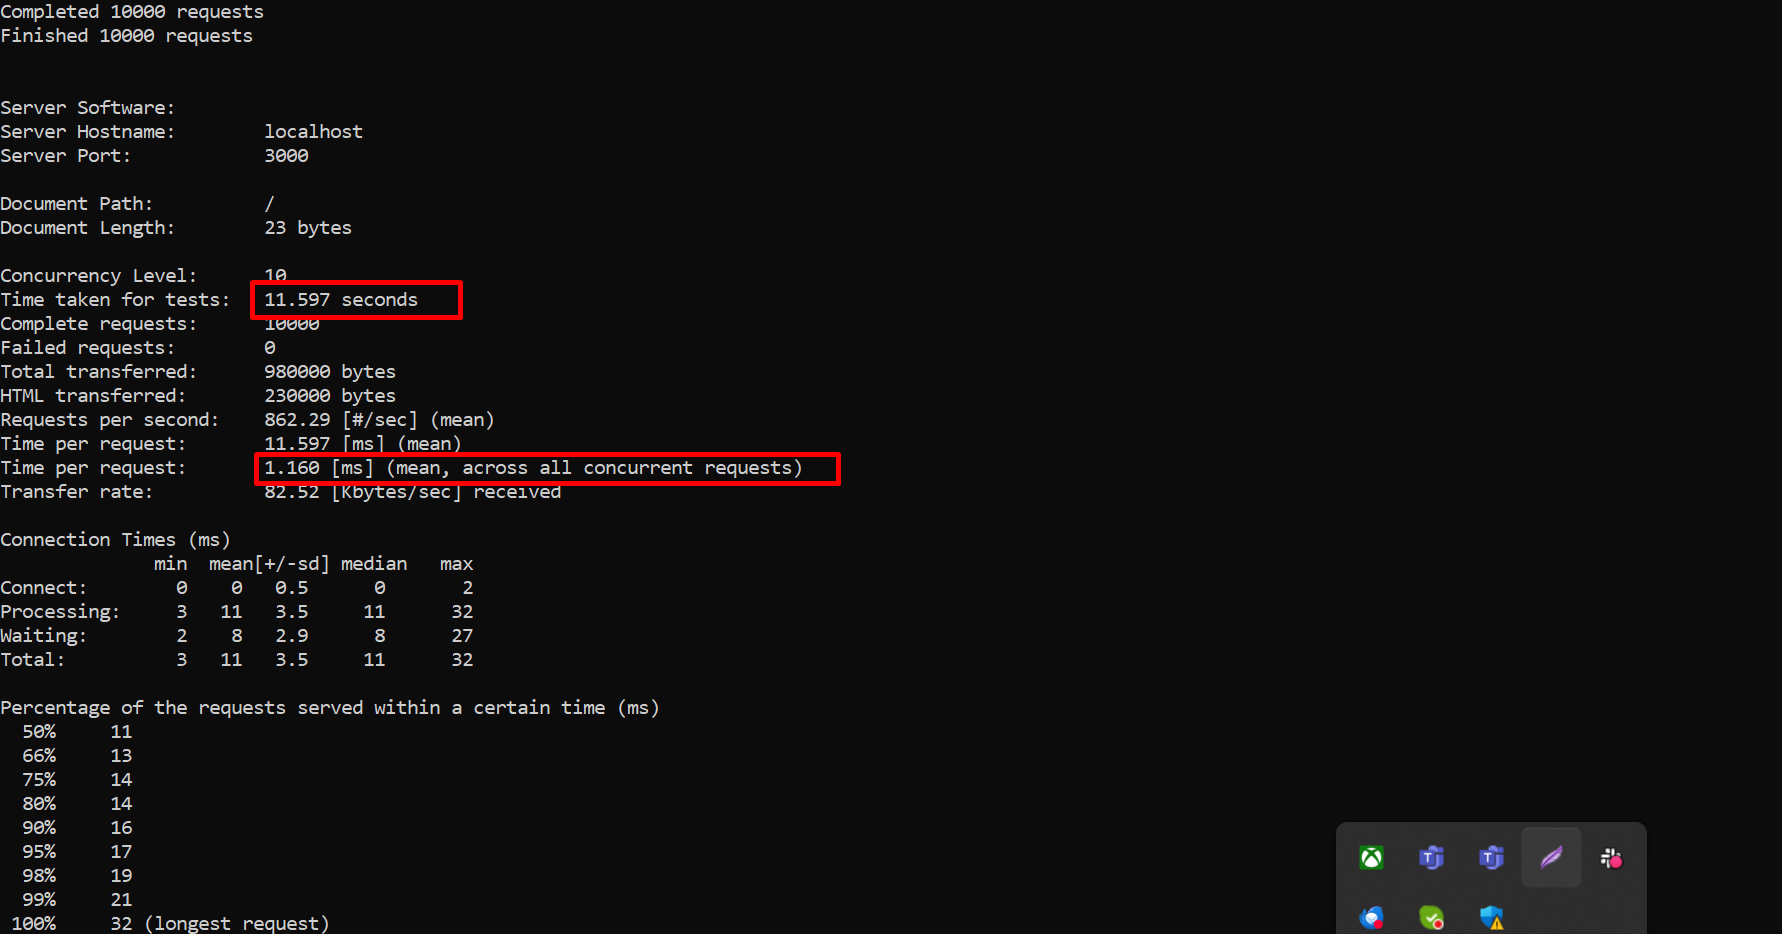 Completed 10000 requests
Finished 10000 requests
Server Software:
Server Hostname: localhost
Server Port: 3000
Document Path: /
Document Length: 23 bytes
Concurrency Level: 10
Time taken for tests: 11.597 seconds
Complete requests: 10000
Failed requests: 0
Total transferred: 980000 bytes
HTML transferred: 230000 bytes
Requests per second: 862.29 [#/sec] (mean)
Time per request: 11.597 [ms] (mean)
Time per request: 1.160 [ms] (mean, across all concurrent requests)
Transfer rate: 82.52 [Kbytes/sec] received
Connection Times (ms)
min mean[+/-sd] median max
Connect: 0 0 0.5 0 2
Processing: 3 11 3.5 11 32
Waiting: 2 8 2.9 8 27
Total: 3 11 3.5 11 32
Percentage of the requests served within a certain time (ms)
50% 11
66% 13
75% 14
80% 14
90% 16
95% 17
98% 19
99% 21
100% 32 (longest request)